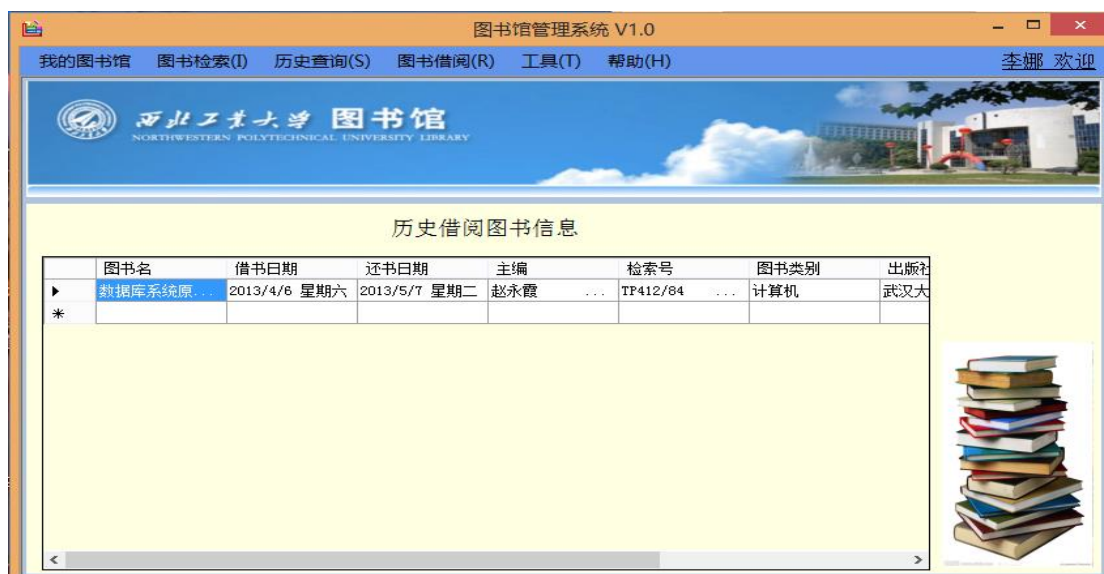 图书馆管理系统 V1.0
我的图书馆 图书检索(I) 历史查询(S) 图书借阅(R) 工具(T) 帮助(H) 李娜 欢迎
西北工业大学 图书馆
NORTHWESTERN POLYTECHNICAL UNIVERSITY LIBRARY
历史借阅图书信息
图书名 借书日期 还书日期 主编 检索号 图书类别 出版社
数据库系统原... 2013/4/6 星期六 2013/5/7 星期二 赵永霞 ... TP412/84 ... 计算机 武汉大